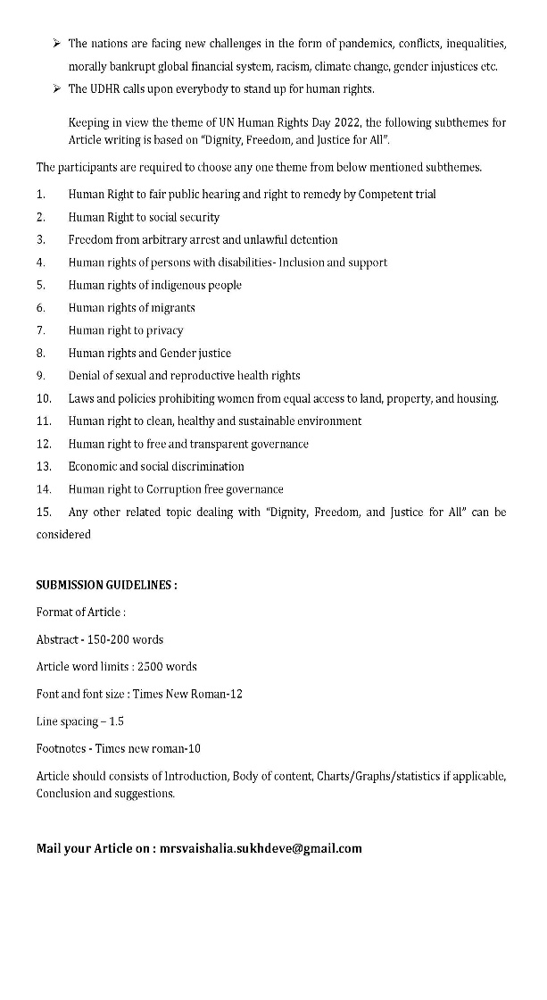 ➢ The nations are facing new challenges in the form of pandemics, conflicts, inequalities,
morally bankrupt global financial system, racism, climate change, gender injustices etc.
➢ The UDHR calls upon everybody to stand up for human rights.
Keeping in view the theme of UN Human Rights Day 2022, the following subthemes for
Article writing is based on “Dignity, Freedom, and Justice for All”.
The participants are required to choose any one theme from below mentioned subthemes.
1. Human Right to fair public hearing and right to remedy by Competent trial
2. Human Right to social security
3. Freedom from arbitrary arrest and unlawful detention
4. Human rights of persons with disabilities- Inclusion and support
5. Human rights of indigenous people
6. Human rights of migrants
7. Human right to privacy
8. Human rights and Gender justice
9. Denial of sexual and reproductive health rights
10. Laws and policies prohibiting women from equal access to land, property, and housing.
11. Human right to clean, healthy and sustainable environment
12. Human right to free and transparent governance
13. Economic and social discrimination
14. Human right to Corruption free governance
15. Any other related topic dealing with “Dignity, Freedom, and Justice for All” can be
considered
SUBMISSION GUIDELINES :
Format of Article :
Abstract - 150-200 words
Article word limits : 2500 words
Font and font size : Times New Roman-12
Line spacing – 1.5
Footnotes - Times new roman-10
Article should consists of Introduction, Body of content, Charts/Graphs/statistics if applicable,
Conclusion and suggestions.
Mail your Article on : mrsvaishalia.sukhdeve@gmail.com